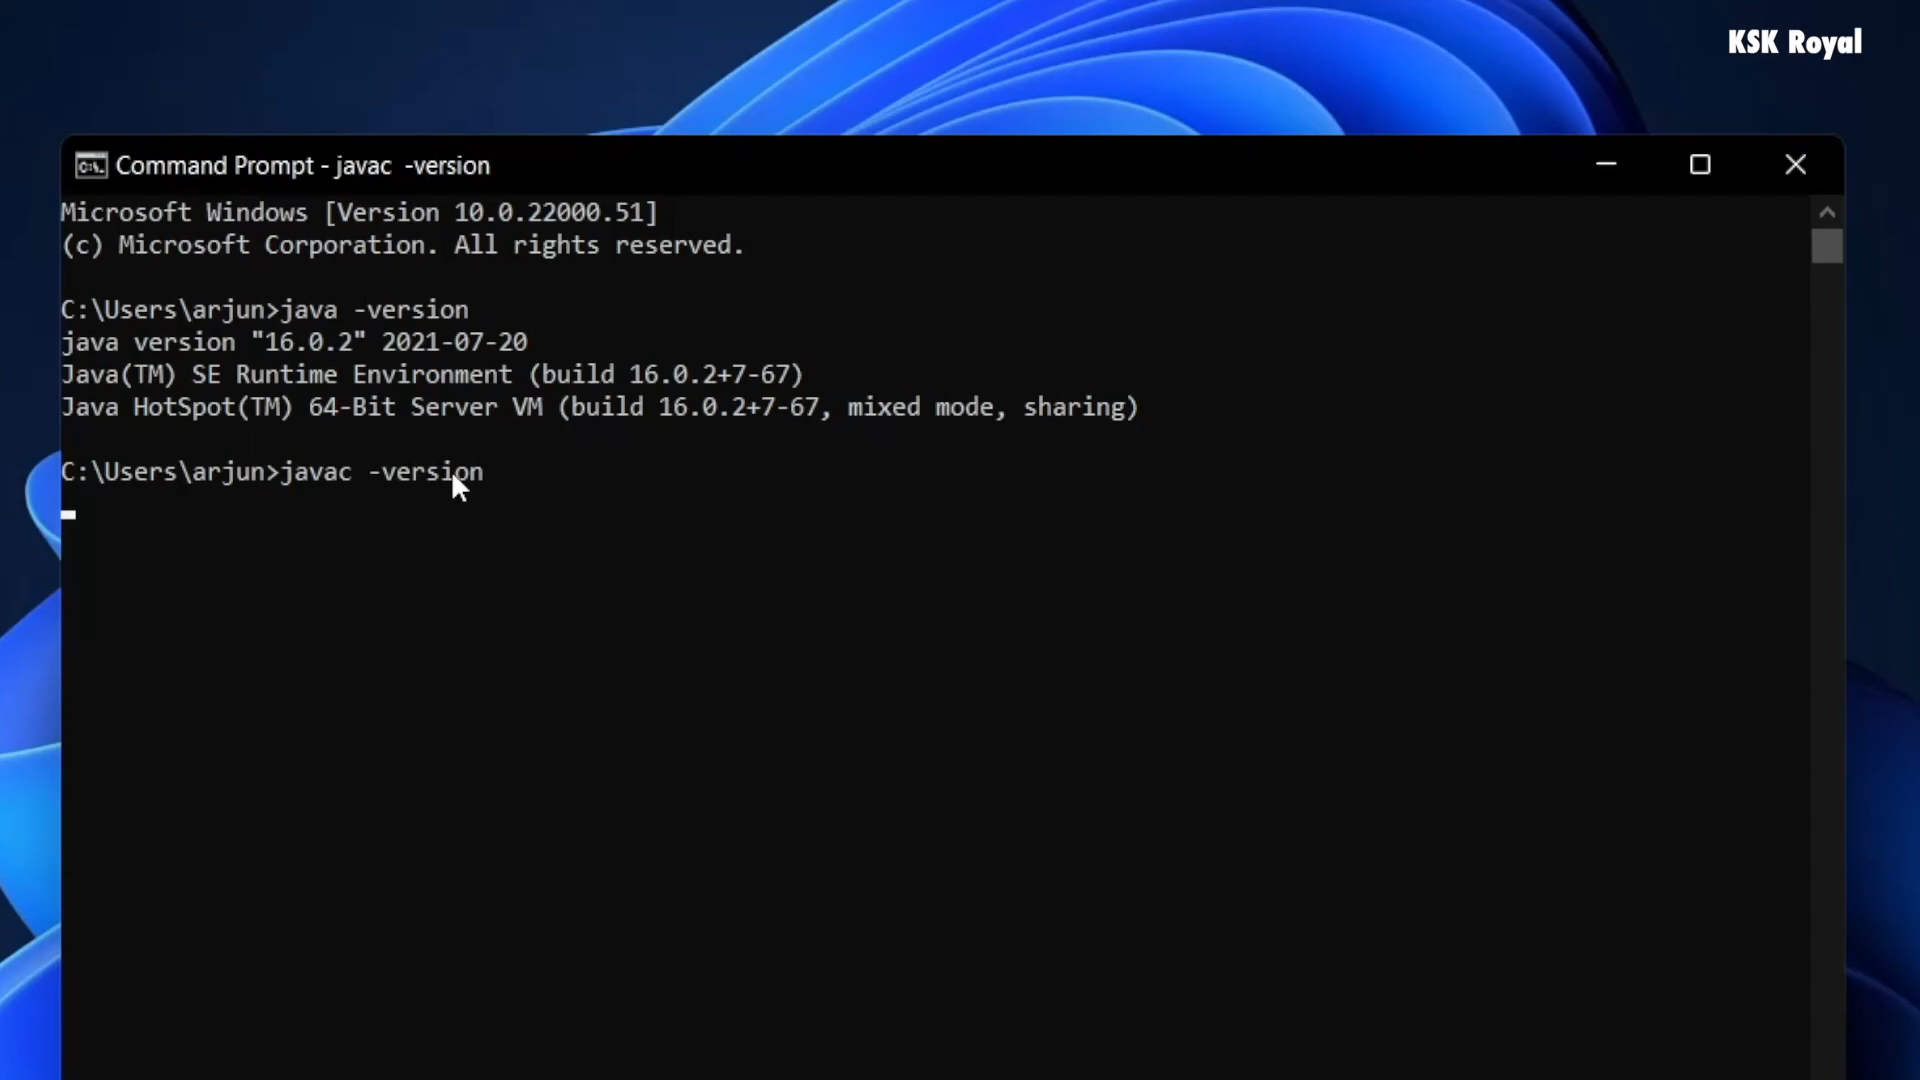 KSK Royal
Command Prompt - javac  -version
Microsoft Windows [Version 10.0.22000.51]
(c) Microsoft Corporation. All rights reserved.
C:\Users\arjun>java -version
java version "16.0.2" 2021-07-20
Java(TM) SE Runtime Environment (build 16.0.2+7-67)
Java HotSpot(TM) 64-Bit Server VM (build 16.0.2+7-67, mixed mode, sharing)
C:\Users\arjun>javac -version